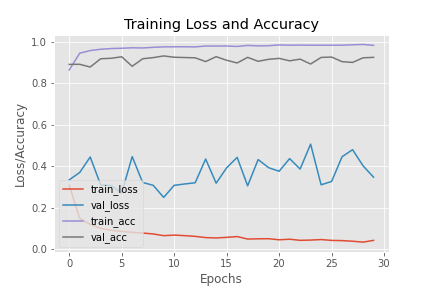 Training Loss and Accuracy
1.0
0.8
0.6
0.4
0.2
0.0
Loss/Accuracy
train_loss
val_loss
train_acc
val_acc
0 5 10 15 20 25 30
Epochs